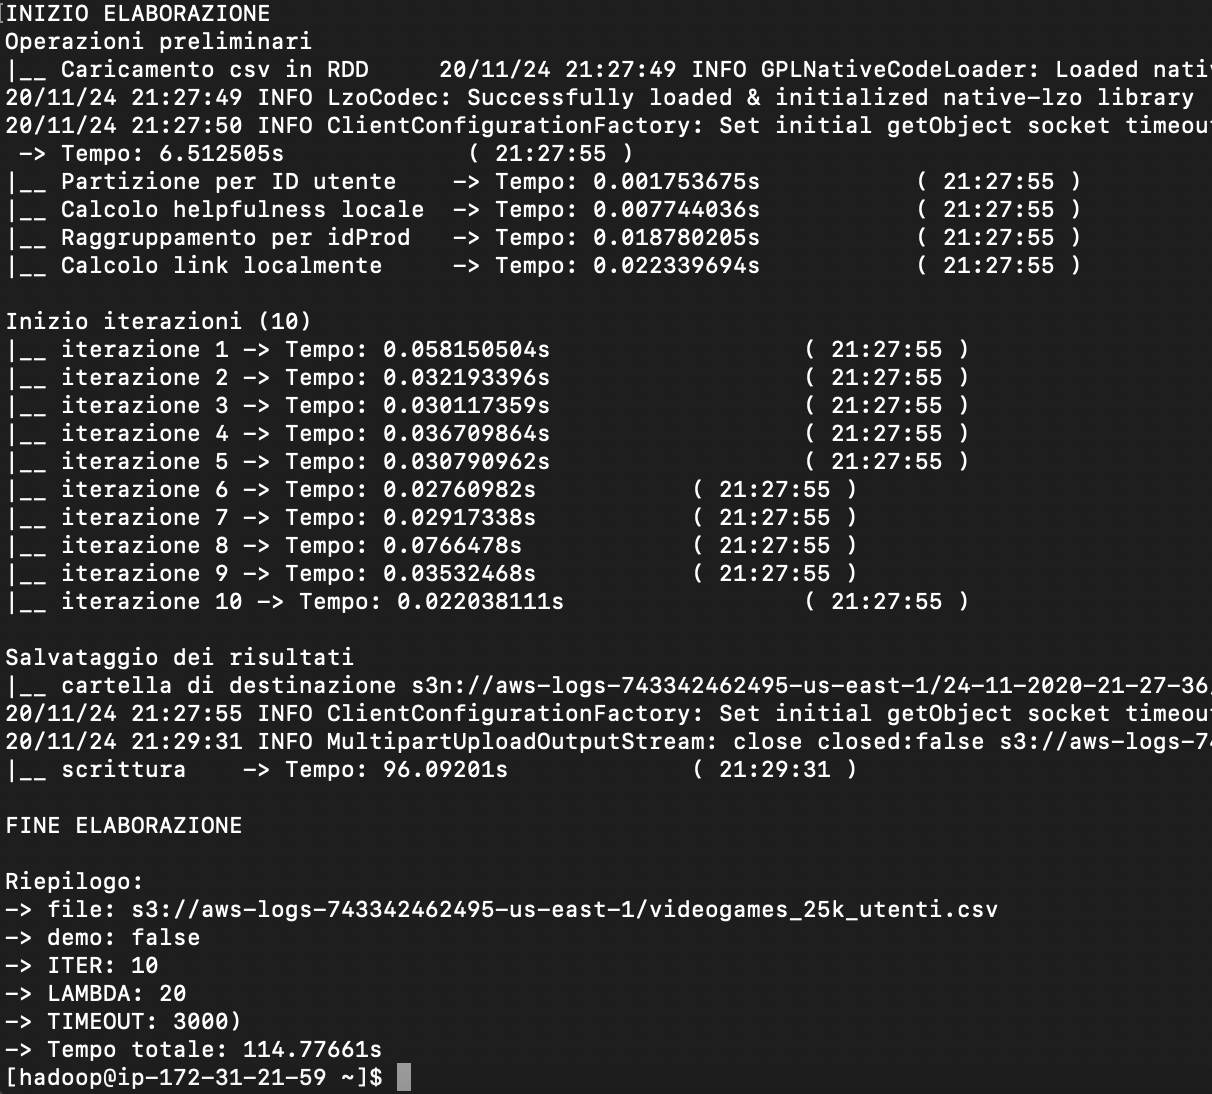 INIZIO ELABORAZIONE
Operazioni preliminari
|__ Caricamento csv in RDD     20/11/24 21:27:49 INFO GPLNativeCodeLoader: Loaded nati
20/11/24 21:27:49 INFO LzoCodec: Successfully loaded & initialized native-lzo library
20/11/24 21:27:50 INFO ClientConfigurationFactory: Set initial getObject socket timeou
 —> Tempo: 6.512505s             ( 21:27:55 )
|__ Partizione per ID utente    —> Tempo: 0.001753675s           ( 21:27:55 )
|__ Calcolo helpfulness locale  —> Tempo: 0.007744036s           ( 21:27:55 )
|__ Raggruppamento per idProd   —> Tempo: 0.018780205s           ( 21:27:55 )
|__ Calcolo link localmente     —> Tempo: 0.022339694s           ( 21:27:55 )

Inizio iterazioni (10)
|__ iterazione 1 —> Tempo: 0.058150504s                  ( 21:27:55 )
|__ iterazione 2 —> Tempo: 0.032193396s                  ( 21:27:55 )
|__ iterazione 3 —> Tempo: 0.030117359s                  ( 21:27:55 )
|__ iterazione 4 —> Tempo: 0.036709864s                  ( 21:27:55 )
|__ iterazione 5 —> Tempo: 0.030790962s                  ( 21:27:55 )
|__ iterazione 6 —> Tempo: 0.02760982s           ( 21:27:55 )
|__ iterazione 7 —> Tempo: 0.02917338s           ( 21:27:55 )
|__ iterazione 8 —> Tempo: 0.0766478s            ( 21:27:55 )
|__ iterazione 9 —> Tempo: 0.03532468s           ( 21:27:55 )
|__ iterazione 10 —> Tempo: 0.022038111s                 ( 21:27:55 )

Salvataggio dei risultati
|__ cartella di destinazione s3n://aws-logs-743342462495-us-east-1/24-11-2020-21-27-36/
20/11/24 21:27:55 INFO ClientConfigurationFactory: Set initial getObject socket timeou
20/11/24 21:29:31 INFO MultipartUploadOutputStream: close closed:false s3://aws-logs-7
|__ scrittura    —> Tempo: 96.09201s             ( 21:29:31 )

FINE ELABORAZIONE

Riepilogo:
—> file: s3://aws-logs-743342462495-us-east-1/videogames_25k_utenti.csv
—> demo: false
—> ITER: 10
—> LAMBDA: 20
—> TIMEOUT: 3000)
—> Tempo totale: 114.77661s
[hadoop@ip-172-31-21-59 ~]$